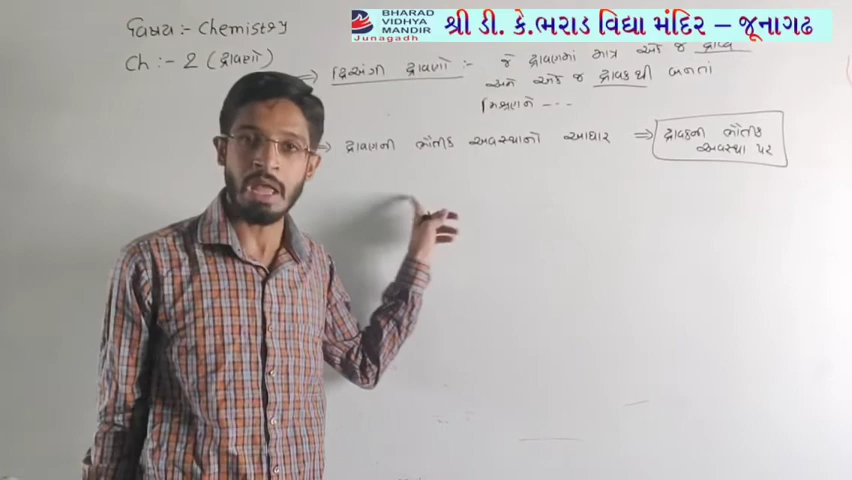 BHARAD
VIDHYA
MANDIR
Junagadh
શ્રી ડી. કે.ભરાડ વિદ્યા મંદિર – જૂનાગઢ
વિષય :- Chemistry
Ch :- 2 (દ્રાવણો)
⇒ દ્વિઅંગી દ્રાવણો :- જે દ્રાવણમાં માત્ર એક જ દ્રાવ્ય
અને એક જ દ્રાવકથી બનતાં
મિશ્રણને ---
⇒ દ્રાવણની ભૌતિક અવસ્થાનો આધાર ⇒ દ્રાવકની ભૌતિક
અવસ્થા પર